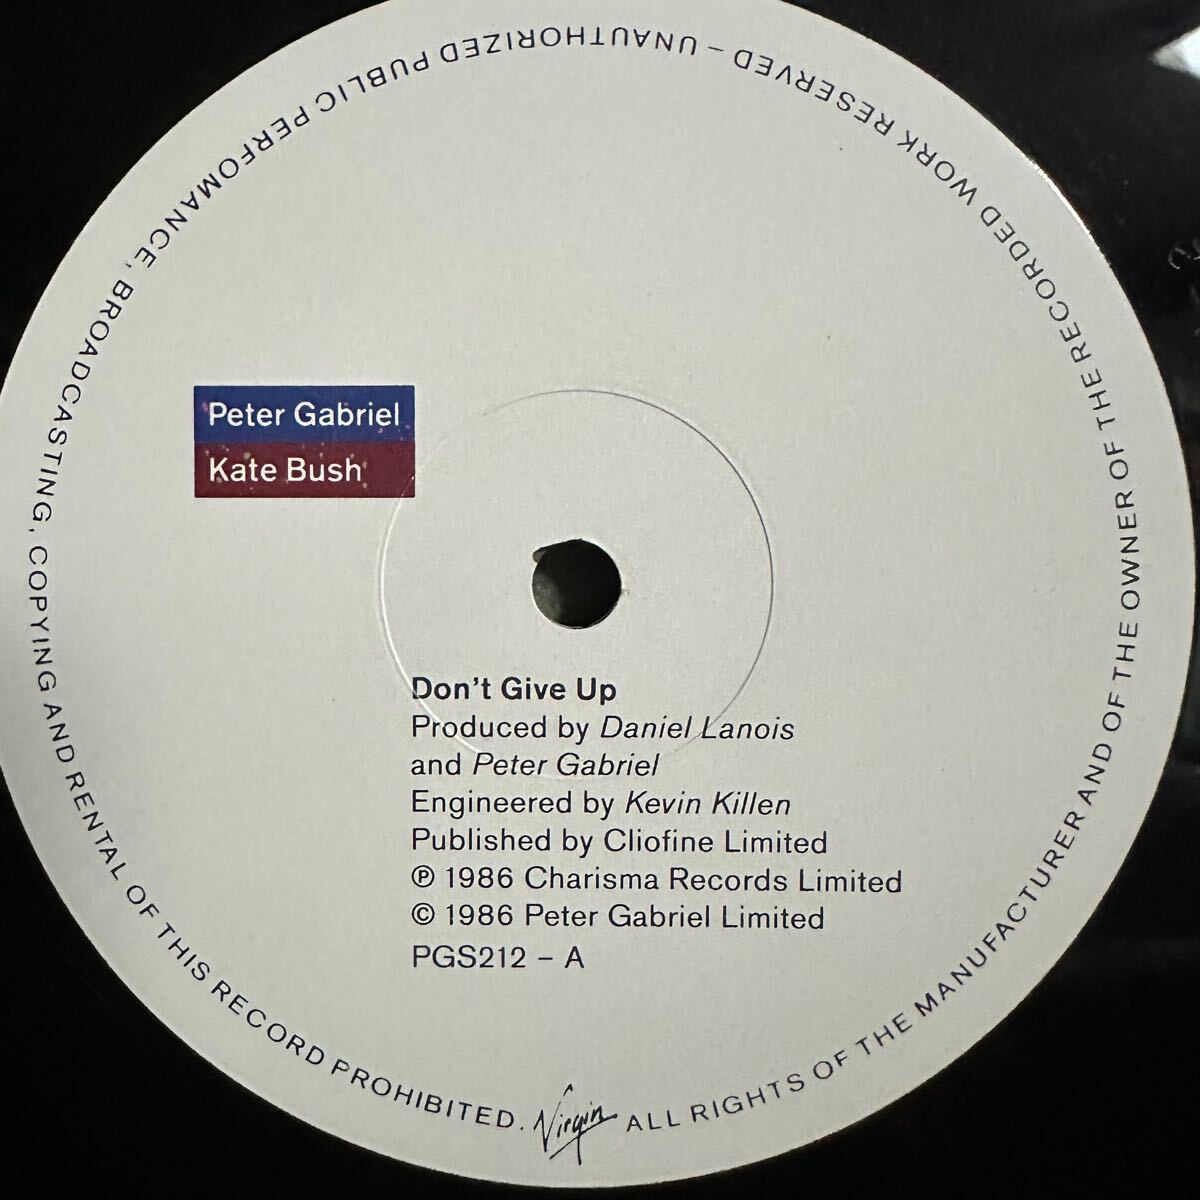 Peter Gabriel
Kate Bush
Don't Give Up
Produced by Daniel Lanois
and Peter Gabriel
Engineered by Kevin Killen
Published by Cliofine Limited
℗ 1986 Charisma Records Limited
© 1986 Peter Gabriel Limited
PGS212 – A
Virgin
ALL RIGHTS OF THE MANUFACTURER AND OF THE OWNER OF THE RECORDED WORK RESERVED – UNAUTHORIZED PUBLIC PERFOMANCE, BROADCASTING, COPYING AND RENTAL OF THIS RECORD PROHIBITED.